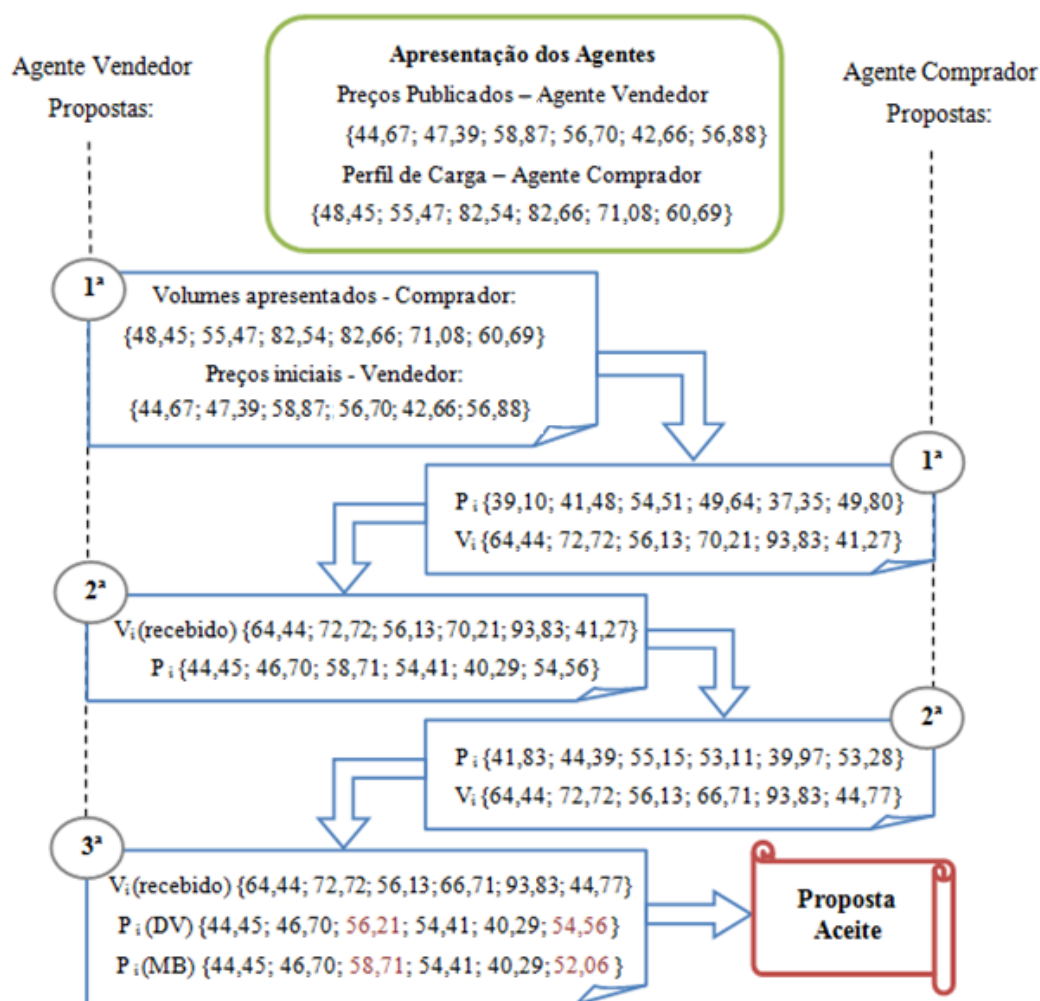 Agente Vendedor
Propostas:
Apresentação dos Agentes
Preços Publicados – Agente Vendedor
{44,67; 47,39; 58,87; 56,70; 42,66; 56,88}
Perfil de Carga – Agente Comprador
{48,45; 55,47; 82,54; 82,66; 71,08; 60,69}
Agente Comprador
Propostas:
1ª
Volumes apresentados - Comprador:
{48,45; 55,47; 82,54; 82,66; 71,08; 60,69}
Preços iniciais - Vendedor:
{44,67; 47,39; 58,87; 56,70; 42,66; 56,88}
1ª
P i {39,10; 41,48; 54,51; 49,64; 37,35; 49,80}
V i {64,44; 72,72; 56,13; 70,21; 93,83; 41,27}
2ª
V i (recebido) {64,44; 72,72; 56,13; 70,21; 93,83; 41,27}
P i {44,45; 46,70; 58,71; 54,41; 40,29; 54,56}
2ª
P i {41,83; 44,39; 55,15; 53,11; 39,97; 53,28}
V i {64,44; 72,72; 56,13; 66,71; 93,83; 44,77}
3ª
V i (recebido) {64,44; 72,72; 56,13; 66,71; 93,83; 44,77}
P i (DV) {44,45; 46,70; 56,21; 54,41; 40,29; 54,56}
P i (MB) {44,45; 46,70; 58,71; 54,41; 40,29; 52,06 }
Proposta
Aceite